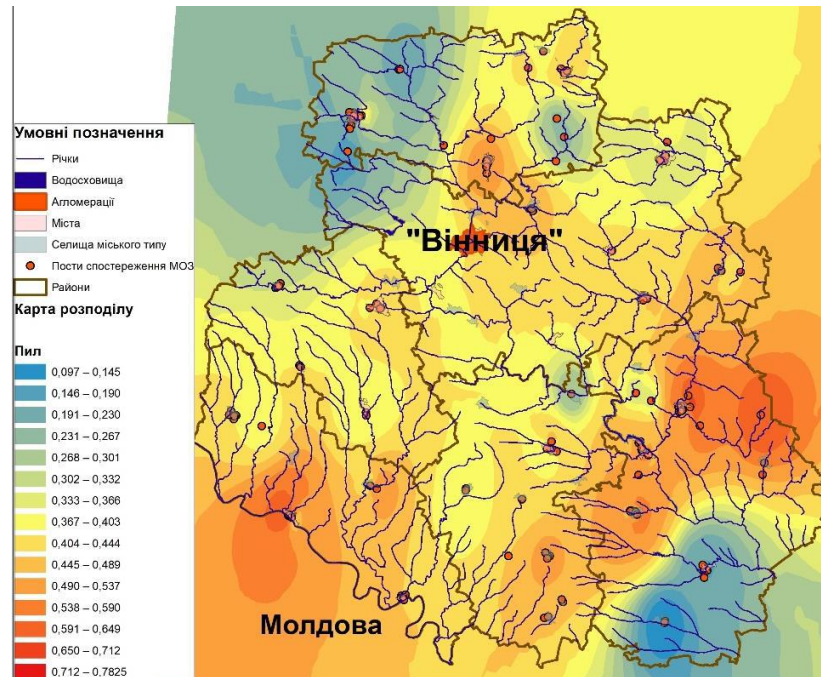 Умовні позначення
Річки
Водосховища
Агломерації
Міста
Селища міського типу
Пости спостереження МОЗ
Райони
Карта розподілу
Пил
0,097 – 0,145
0,146 – 0,190
0,191 – 0,230
0,231 – 0,267
0,268 – 0,301
0,302 – 0,332
0,333 – 0,366
0,367 – 0,403
0,404 – 0,444
0,445 – 0,489
0,490 – 0,537
0,538 – 0,590
0,591 – 0,649
0,650 – 0,712
0,712 – 0,7825
"Вінниця"
Молдова